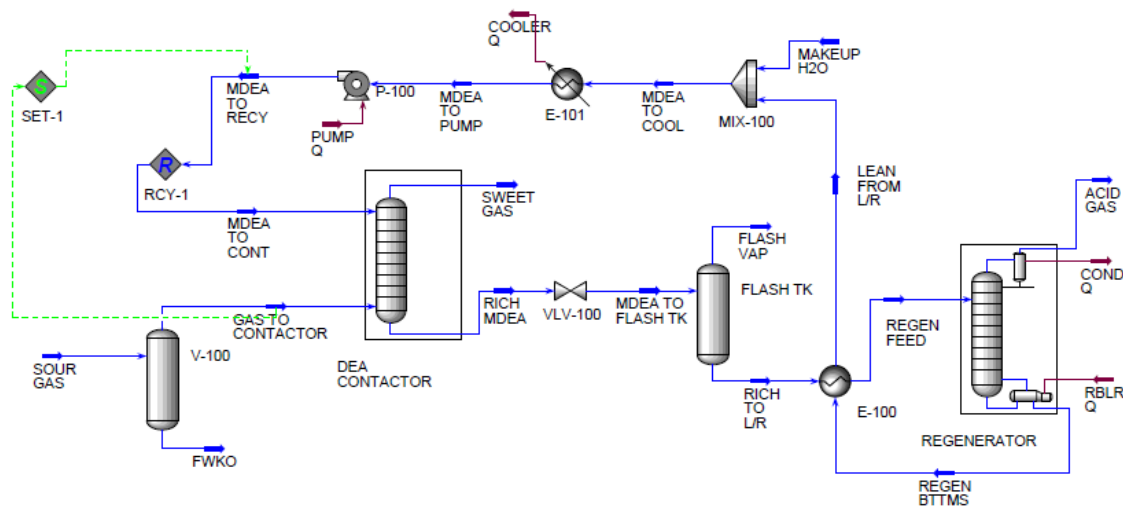 COOLER
Q
MAKEUP
H2O
S
SET-1
MDEA
TO
RECY
P-100
MDEA
TO
PUMP
E-101
MDEA
TO
COOL
MIX-100
PUMP
Q
R
RCY-1
MDEA
TO
CONT
SWEET
GAS
LEAN
FROM
L/R
ACID
GAS
FLASH
VAP
FLASH TK
COND
Q
GAS TO
CONTACTOR
RICH
MDEA
VLV-100
MDEA TO
FLASH TK
REGEN
FEED
V-100
SOUR
GAS
DEA
CONTACTOR
RICH
TO
L/R
E-100
RBLR
Q
REGENERATOR
FWKO
REGEN
BTTMS